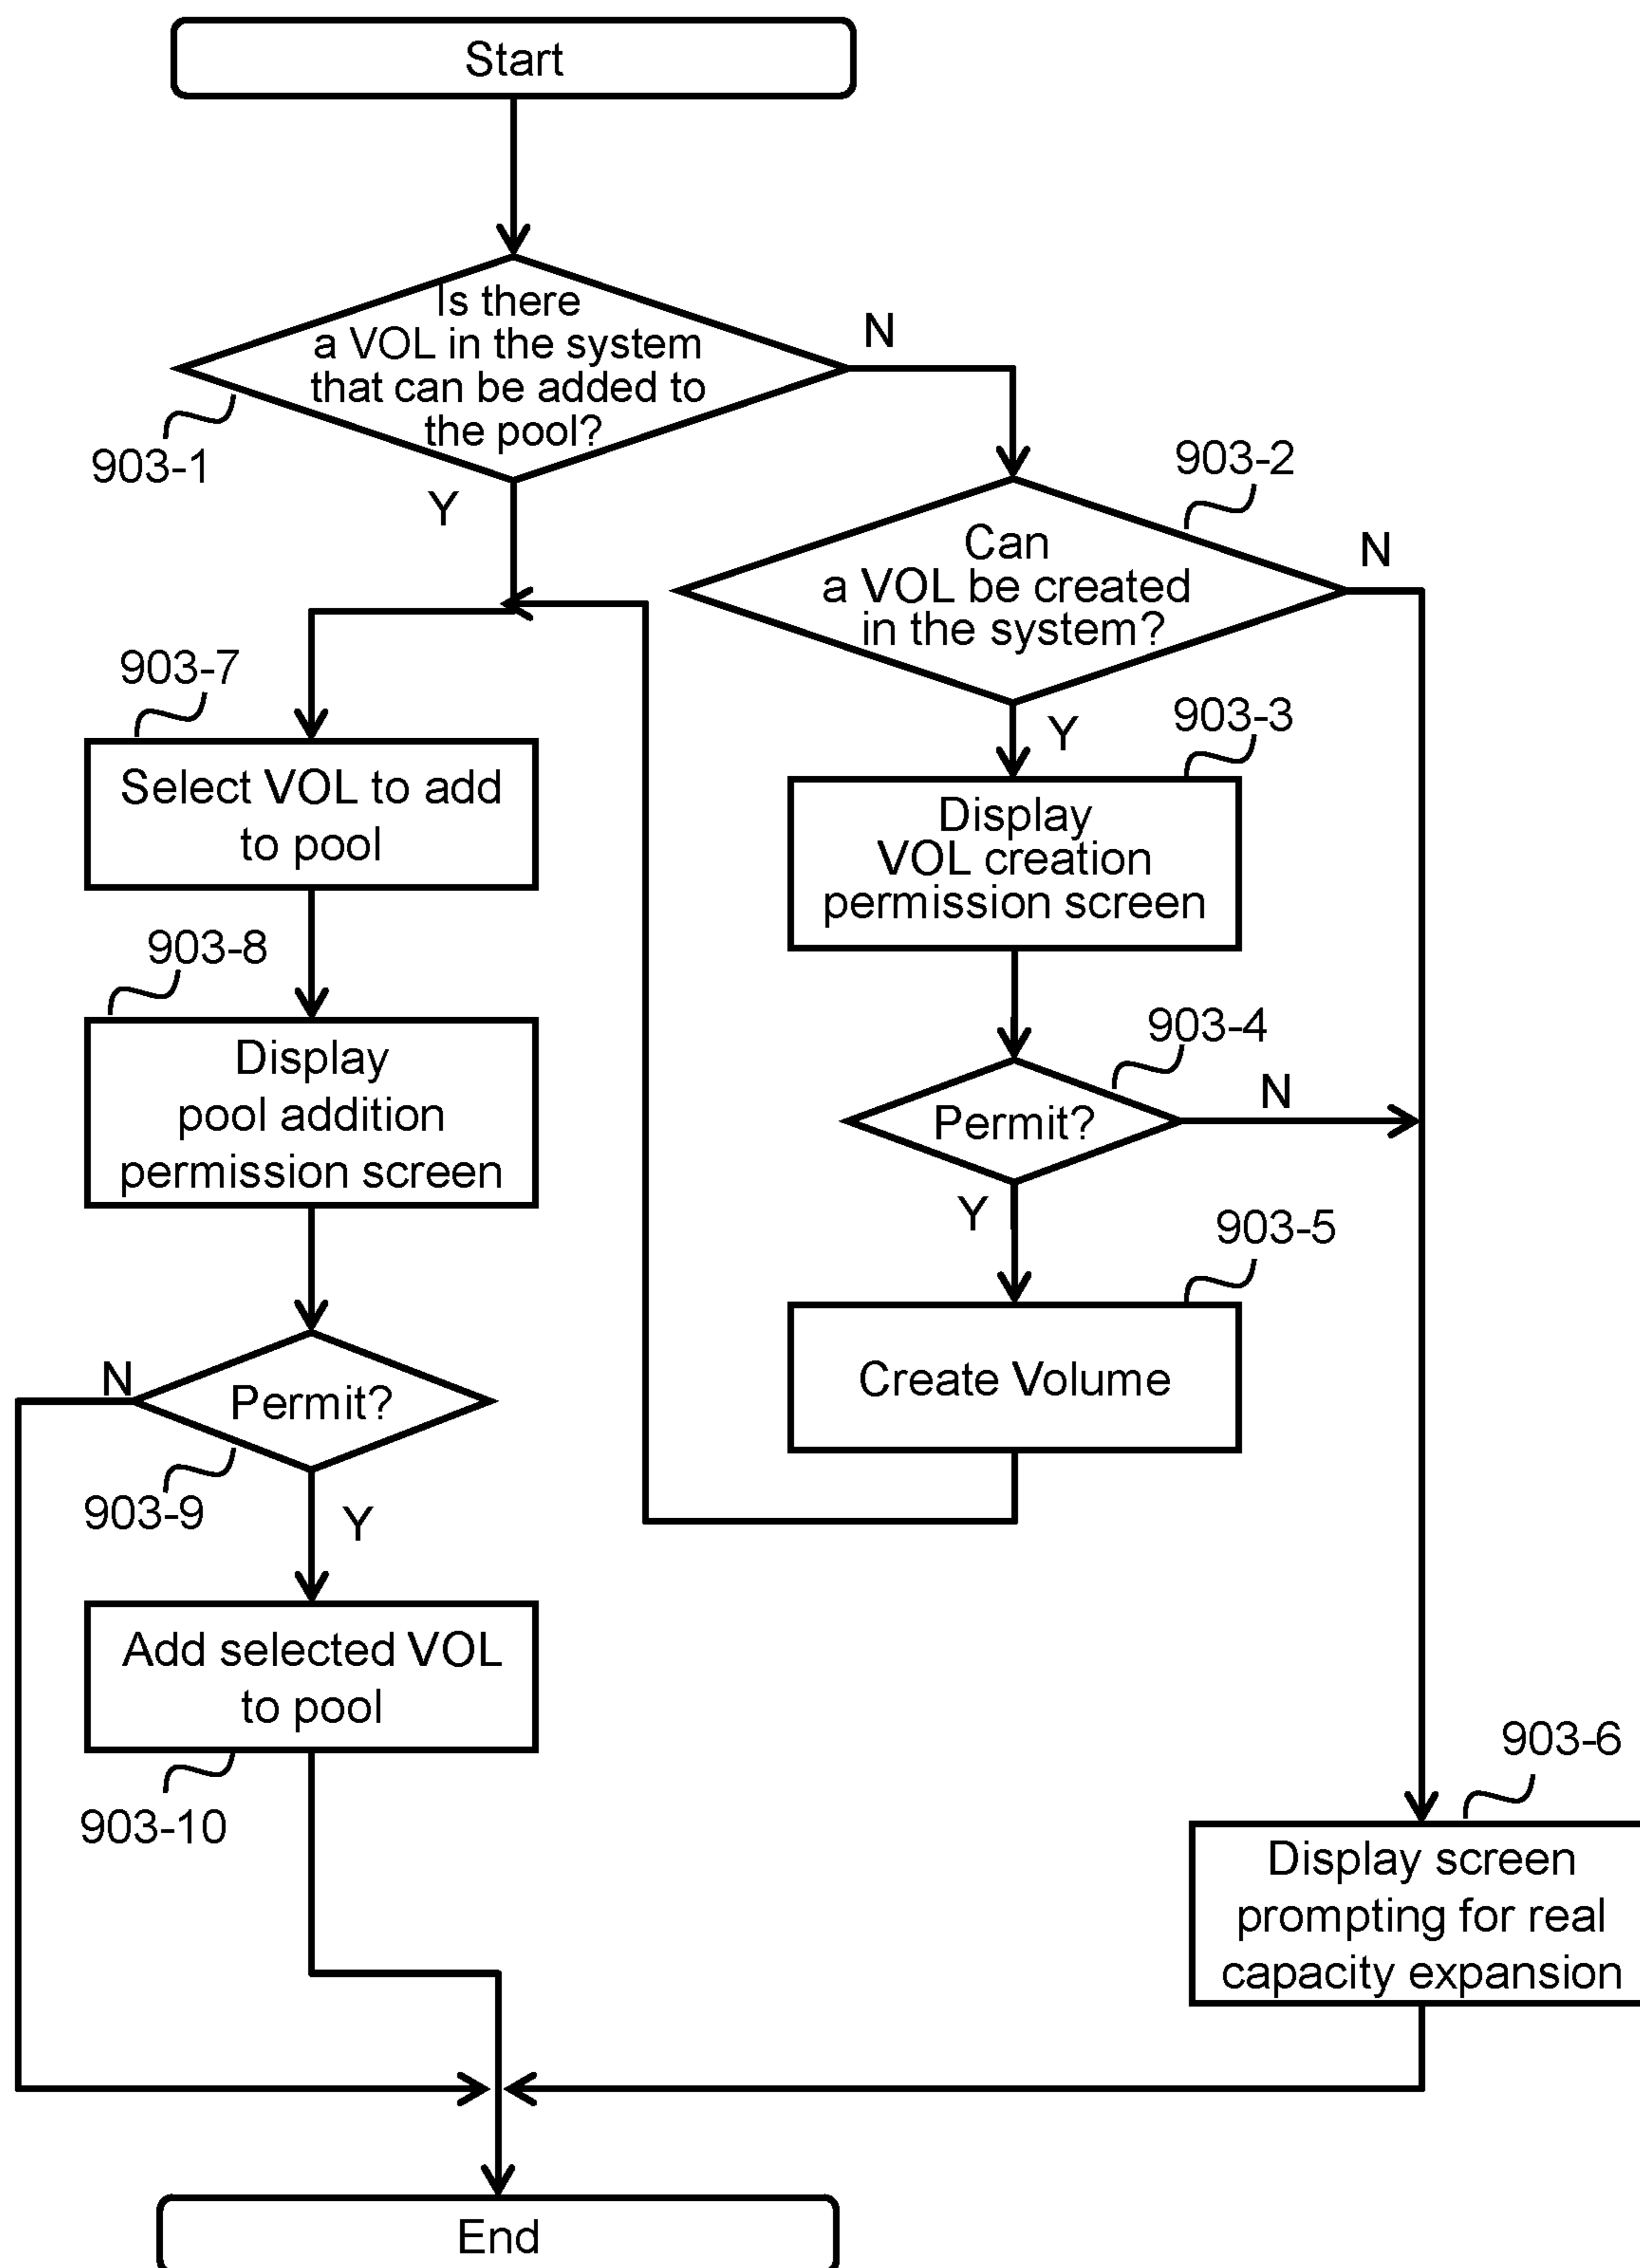 Start
Is there
a VOL in the system
that can be added to
the pool?
N
903-1
Y
903-2
Can
a VOL be created
in the system?
N
903-7
Select VOL to add
to pool
Y
903-3
Display
VOL creation
permission screen
903-8
Display
pool addition
permission screen
903-4
Permit?
N
Y
903-5
Create Volume
N
Permit?
903-9
Y
Add selected VOL
to pool
903-10
903-6
Display screen
prompting for real
capacity expansion
End